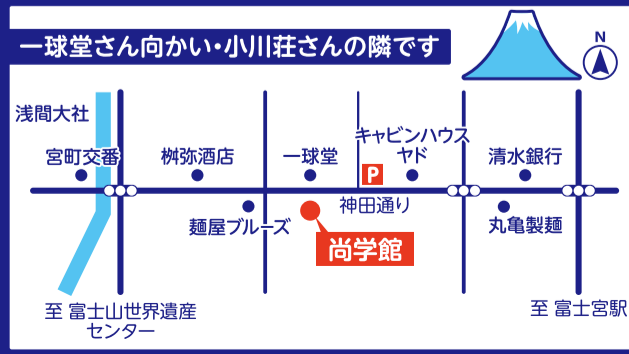 一球堂さん向かい・小川荘さんの隣です
N
浅間大社
宮町交番
桝弥酒店
一球堂
P
キャビンハウス
ヤド
清水銀行
麺屋ブルーズ
神田通り
丸亀製麺
尚学館
至 富士山世界遺産
センター
至 富士宮駅